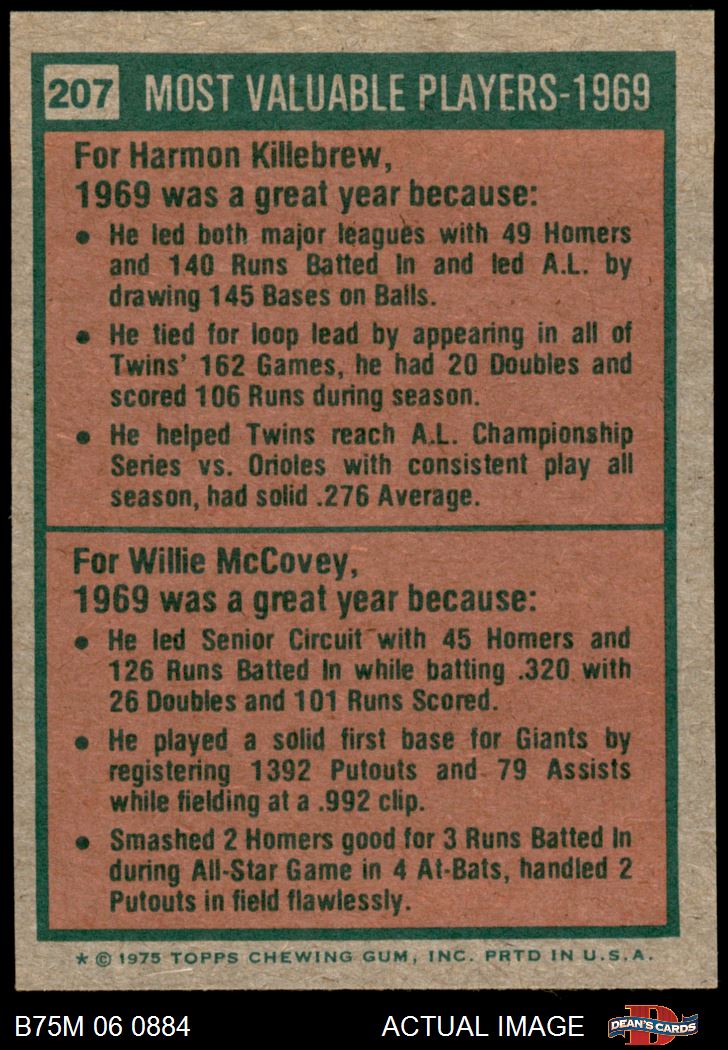 207 MOST VALUABLE PLAYERS-1969
For Harmon Killebrew,
1969 was a great year because:
• He led both major leagues with 49 Homers
and 140 Runs Batted In and led A.L. by
drawing 145 Bases on Balls.
• He tied for loop lead by appearing in all of
Twins' 162 Games, he had 20 Doubles and
scored 106 Runs during season.
• He helped Twins reach A.L. Championship
Series vs. Orioles with consistent play all
season, had solid .276 Average.
For Willie McCovey,
1969 was a great year because:
• He led Senior Circuit with 45 Homers and
126 Runs Batted In while batting .320 with
26 Doubles and 101 Runs Scored.
• He played a solid first base for Giants by
registering 1392 Putouts and 79 Assists
while fielding at a .992 clip.
• Smashed 2 Homers good for 3 Runs Batted In
during All-Star Game in 4 At-Bats, handled 2
Putouts in field flawlessly.
* © 1975 TOPPS CHEWING GUM, INC. PRTD IN U.S.A.
B75M 06 0884 ACTUAL IMAGE D DEAN'S CARDS